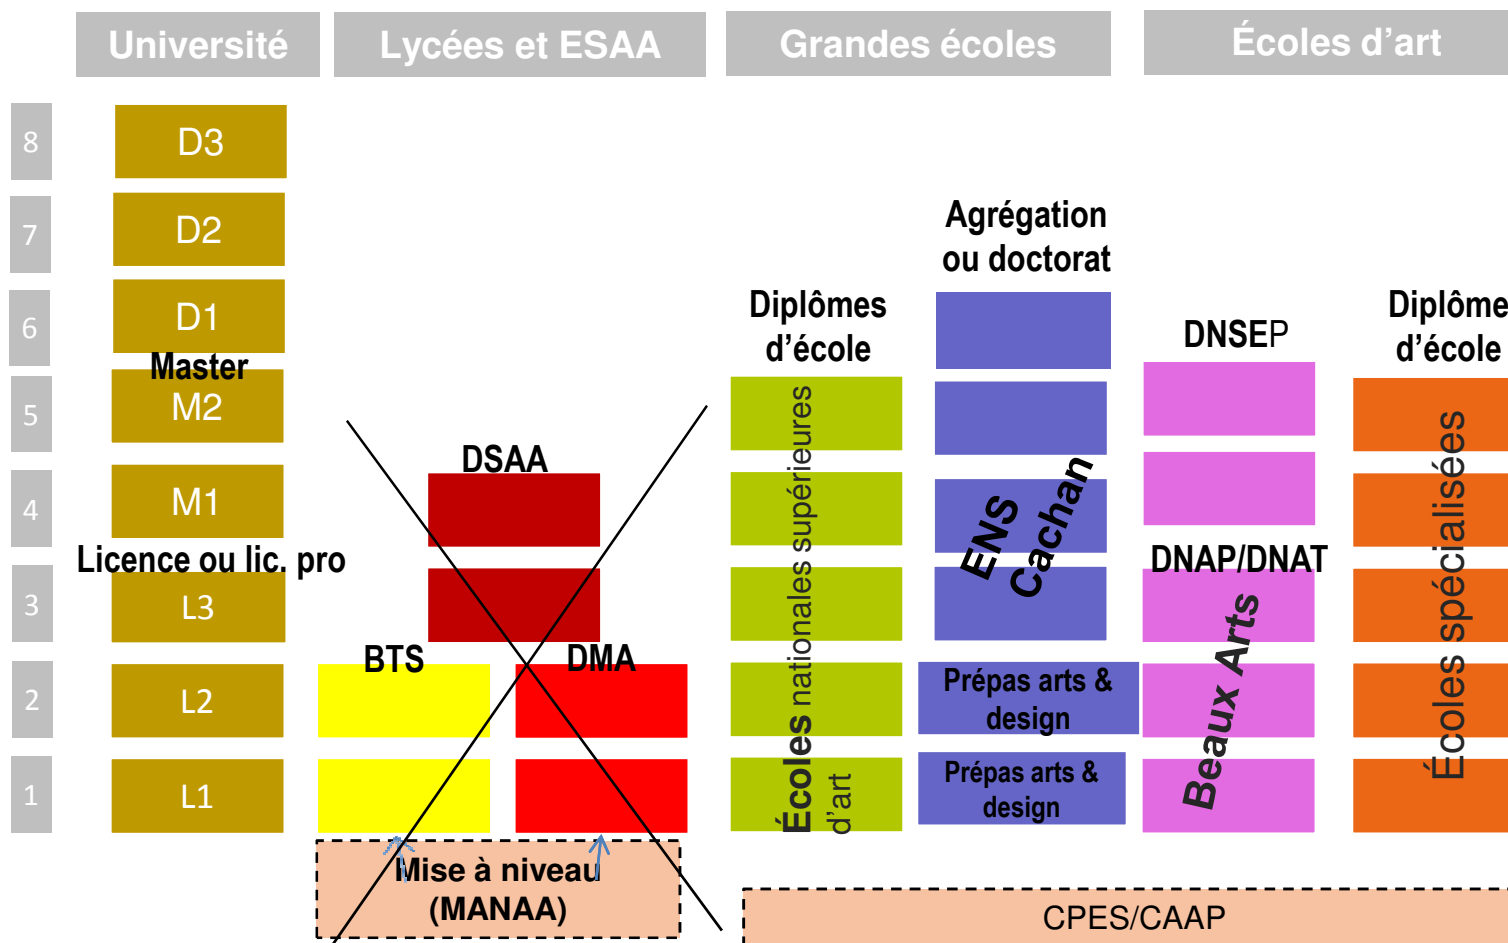 Université
Lycées et ESAA
Grandes écoles
École d’art
8
D3
7
D2
Agrégation
ou doctorat
6
D1
Diplômes
d’école
DNSEP
Diplôme
d’école
Master
5
M2
DSAA
4
M1
Licence ou lic. pro
DNAP/DNAT
3
L3
BTS
DMA
2
L2
Prépas arts &
design
1
L1
Prépas arts &
design
Écoles nationales supérieures
d’art
ENS
Cachan
Beaux Arts
Écoles spécialisées
Mise à niveau
(MANAA)
CPES/CAAP